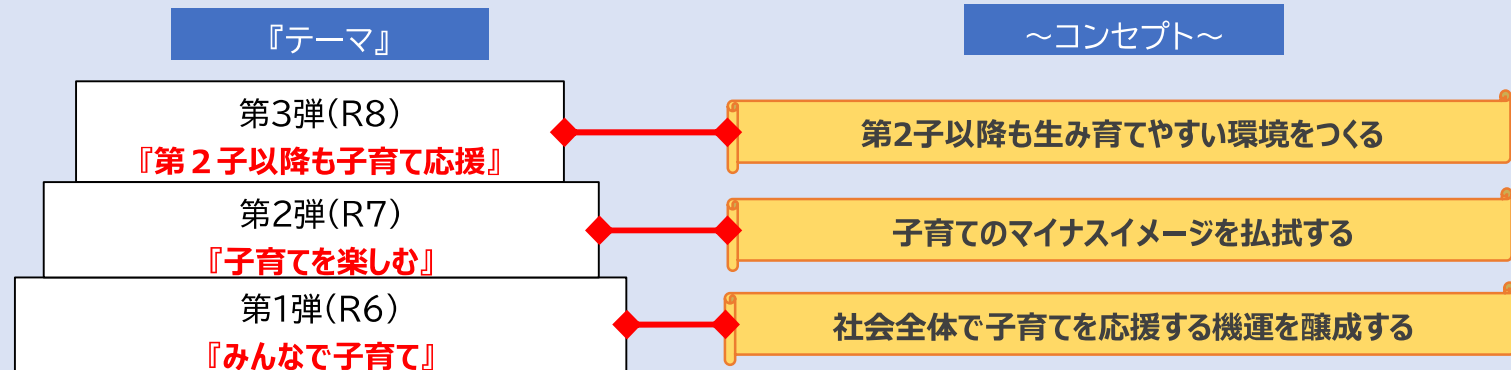 『テーマ』
～コンセプト～
第3弾(R8)
『第２子以降も子育て応援』
第2子以降も生み育てやすい環境をつくる
第2弾(R7)
『子育てを楽しむ』
子育てのマイナスイメージを払拭する
第1弾(R6)
『みんなで子育て』
社会全体で子育てを応援する機運を醸成する